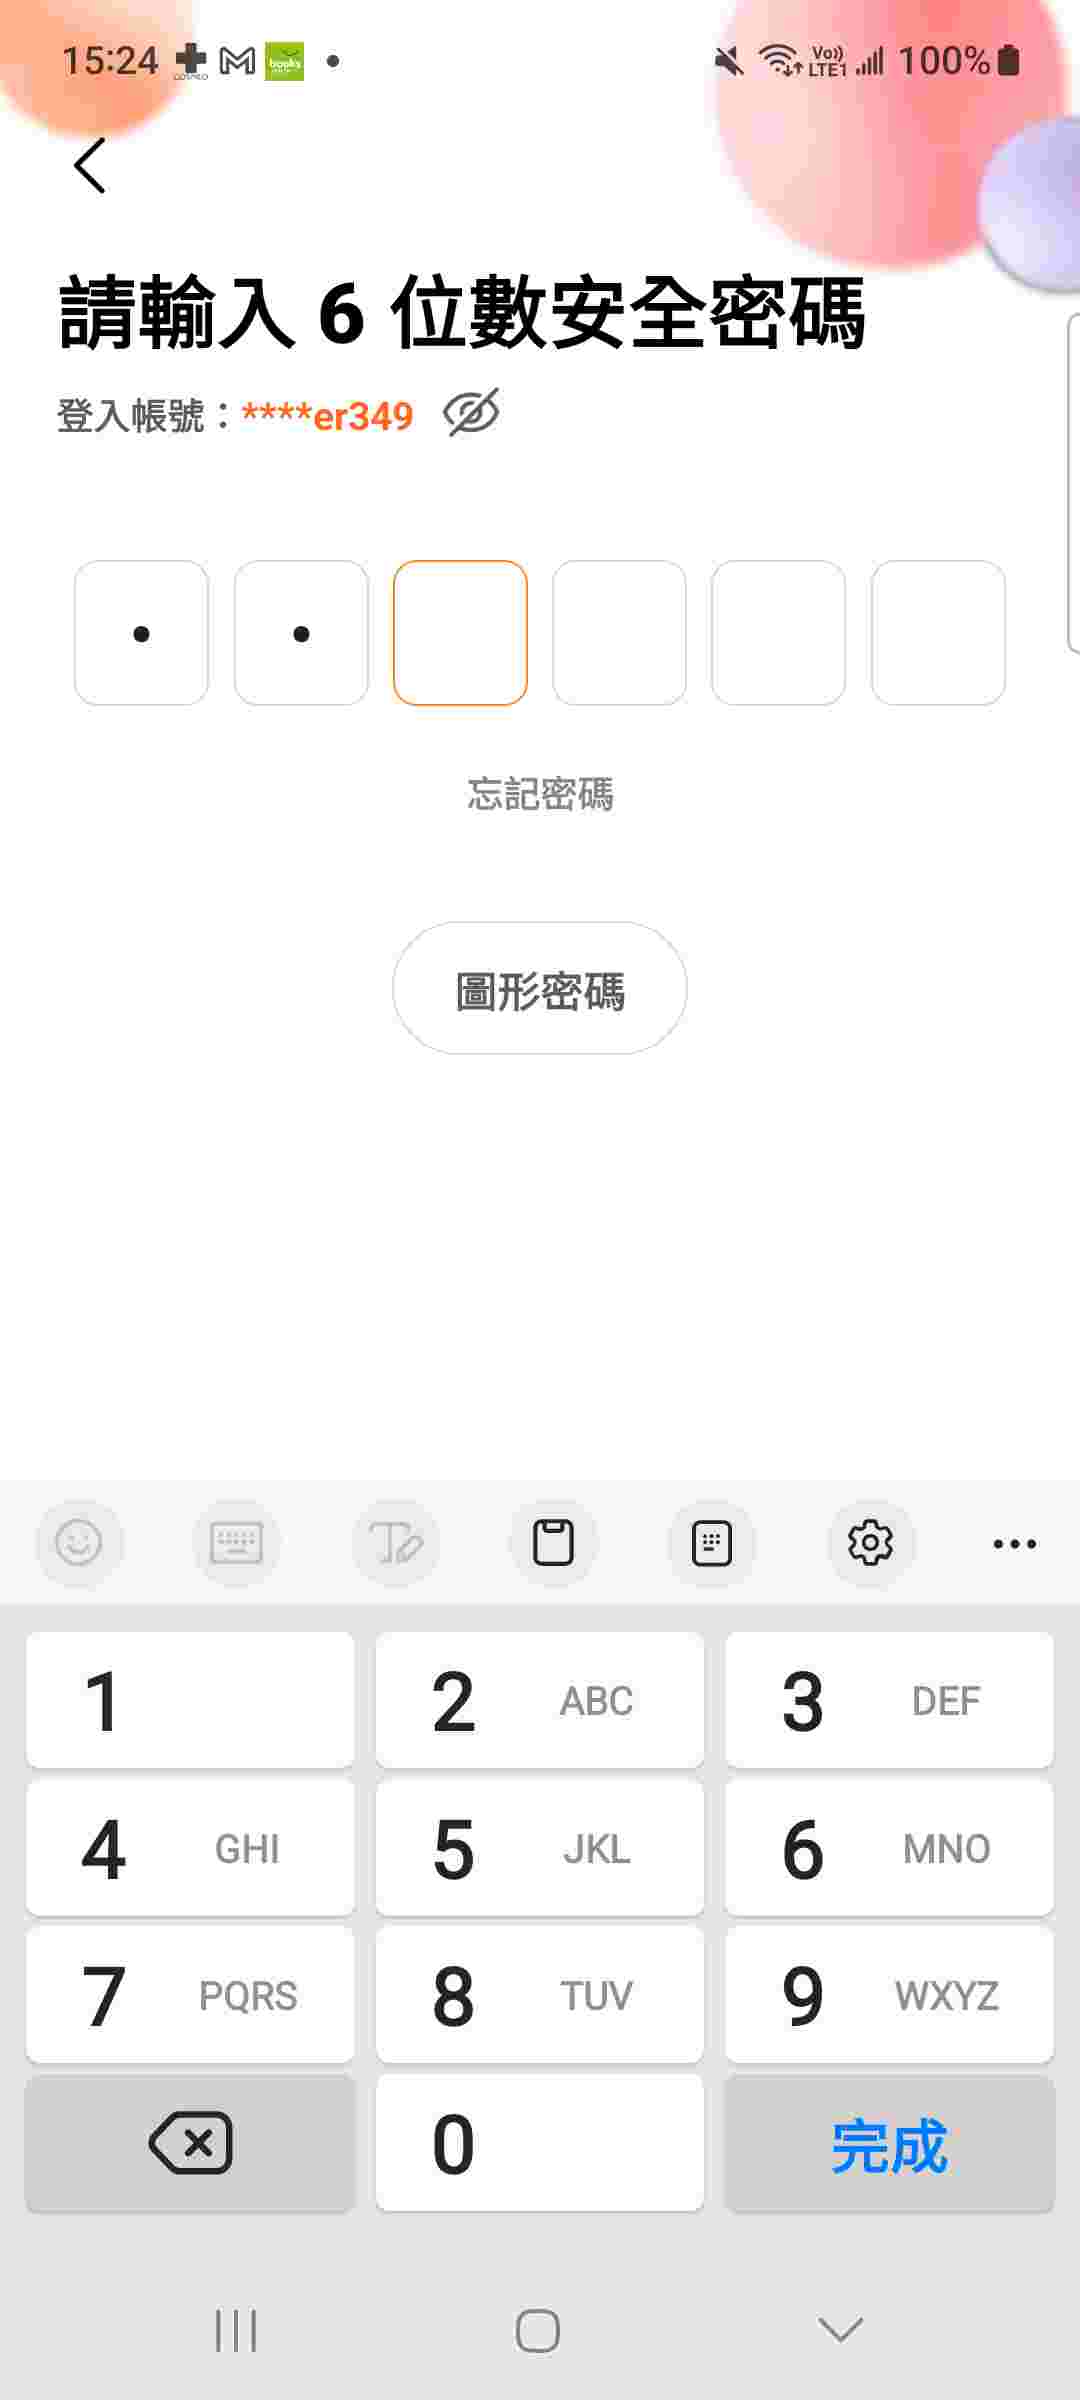 15:24
books
Vo))
LTE1
100%
請輸入 6 位數安全密碼
登入帳號：****er349
忘記密碼
圖形密碼
1
2 ABC
3 DEF
4 GHI
5 JKL
6 MNO
7 PQRS
8 TUV
9 WXYZ
0
完成